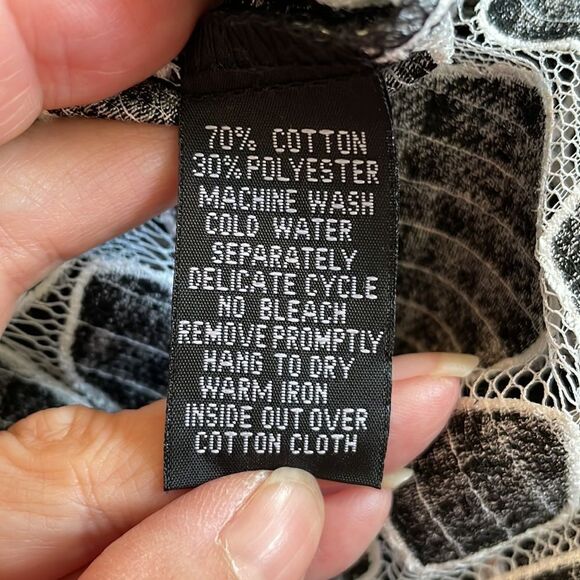 70% COTTON
30% POLYESTER
MACHINE WASH
COLD WATER
SEPARATELY
DELICATE CYCLE
NO BLEACH
REMOVE PROMPTLY
HANG TO DRY
WARM IRON
INSIDE OUT OVER
COTTON CLOTH